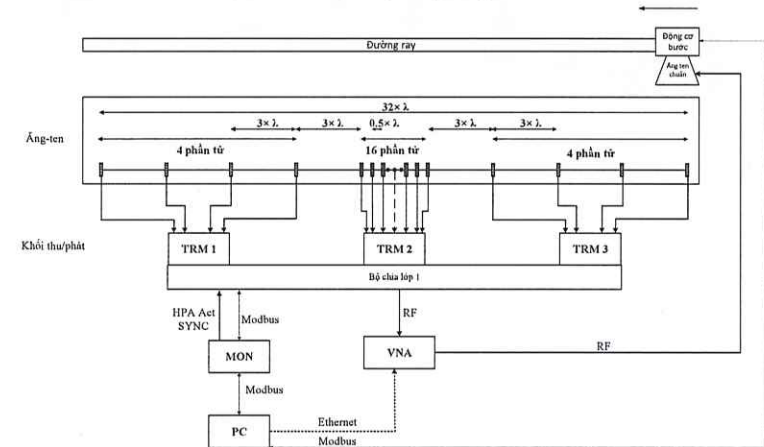 Đường ray
Động cơ
bước
Ăng ten
chuẩn
32× λ
3× λ
3× λ
0,5× λ
3× λ
3× λ
Ăng-ten
4 phần tử
16 phần tử
4 phần tử
Khối thu/phát
TRM 1
TRM 2
TRM 3
Bộ chia lớp 1
HPA Act
SYNC
Modbus
RF
MON
VNA
RF
Modbus
Ethernet
PC
Modbus